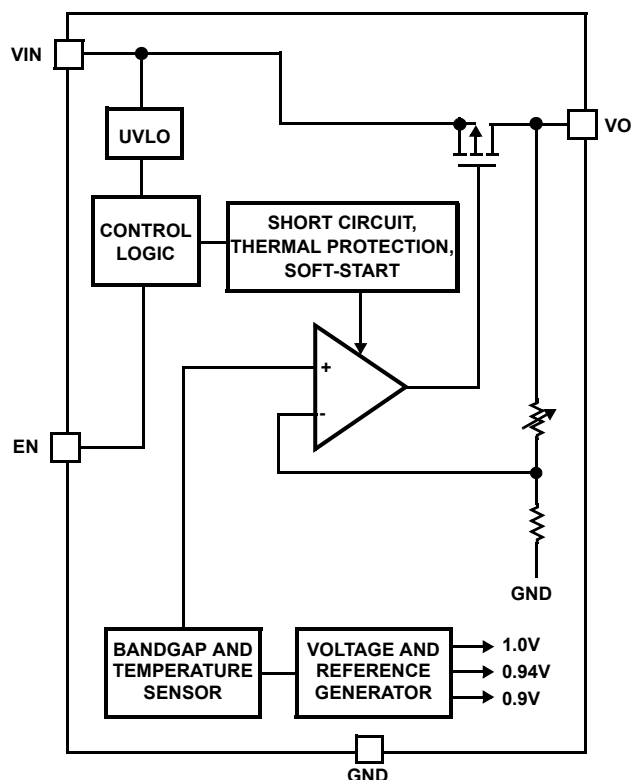 VIN
UVLO
VO
CONTROL
LOGIC
SHORT CIRCUIT,
THERMAL PROTECTION,
SOFT-START
+
-
EN
GND
BANDGAP AND
TEMPERATURE
SENSOR
VOLTAGE AND
REFERENCE
GENERATOR
1.0V
0.94V
0.9V
GND